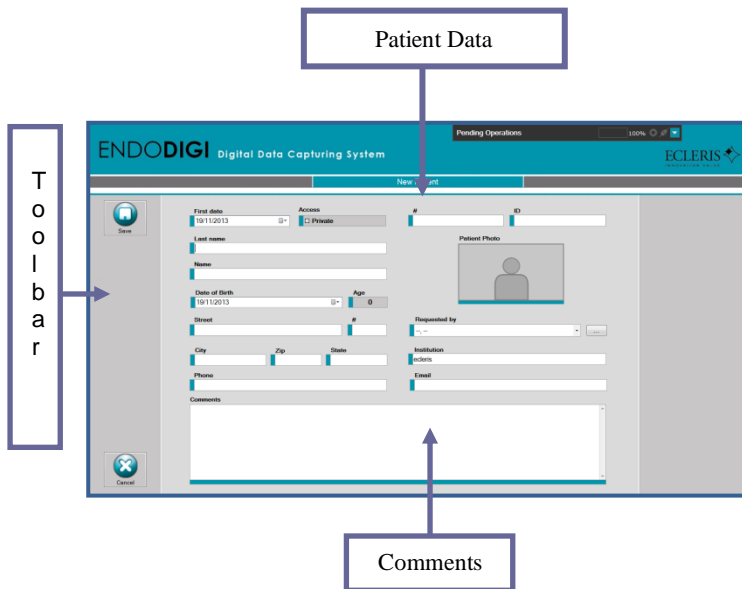 Patient Data
Pending Operations 100%
ENDODIGI Digital Data Capturing System
ECLERIS
Toolbar
Save
First date Access # ID
19/11/2013 Private
Last name Patient Photo
Name
Date of Birth Age
19/11/2013 0
Street # Requested by
--, -- ...
City Zip State Institution
ecleris
Phone Email
Comments
Cancel
Comments